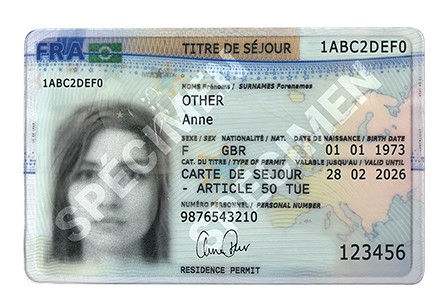 FRA TITRE DE SÉJOUR 1ABC2DEF0
1ABC2DEF0
NOMS Prénoms / SURNAMES Forenames
OTHER
Anne
SEXE / SEX NATIONALITÉ / NAT. DATE DE NAISSANCE / BIRTH DATE
F GBR 01 01 1973
CAT. DU TITRE / TYPE OF PERMIT VALABLE JUSQU'AU / VALID UNTIL
CARTE DE SEJOUR 28 02 2026
- ARTICLE 50 TUE
NUMÉRO PERSONNEL / PERSONAL NUMBER
9876543210
123456
RESIDENCE PERMIT
SPÉCIMEN
SPECIMEN